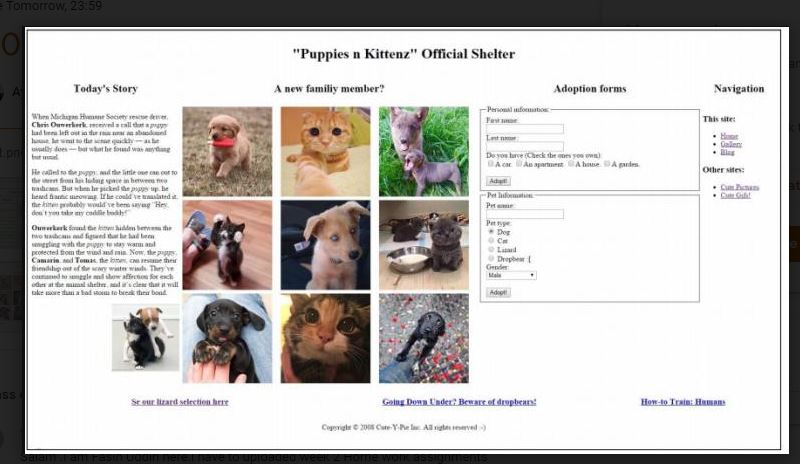 e Tomorrow, 23:59
"Puppies n Kittenz" Official Shelter
Today's Story
When Michigan Humane Society rescue driver,
Chris Ouwerkerk, received a call that a puppy
had been left out in the rain near an abandoned
house, he went to the scene quickly — as he
usually does — but what he found was anything
but usual.
He called to the puppy, and the little one ran out to
the street from his hiding space in between two
trashcans. But when he picked the puppy up, he
heard frantic meowing. If he could've translated it,
the kitten probably would've been saying "Hey,
don't you take my cuddle buddy!"
Ouwerkerk found the kitten hidden between the
two trashcans and figured that he had been
snuggling with the puppy to stay warm and
protected from the wind and rain. Now, the puppy,
Camarin, and Tomas, the kitten, can resume their
friendship out of the scary winter winds. They've
continued to snuggle and show affection for each
other at the animal shelter, and it's clear that it will
take more than a bad storm to break their bond.
A new familiy member?
Adoption forms
Personal information:
First name:
Last name:
Do you have (Check the ones you own):
A car. An apartment. A house. A garden.
Adopt!
Pet Information
Pet name:
Pet type:
Dog
Cat
Lizard
Dropbear :[
Gender:
Male
Adopt!
Navigation
This site:
Home
Gallery
Blog
Other sites:
Cute Pictures
Cute Gifs!
Se our lizard selection here
Going Down Under? Beware of dropbears!
How-to Train: Humans
Copyright © 2008 Cute-Y-Pie Inc. All rights reserved :-)
Salam .I am Yasin Uddin here.I have to uploaded week 2 Home work assignments